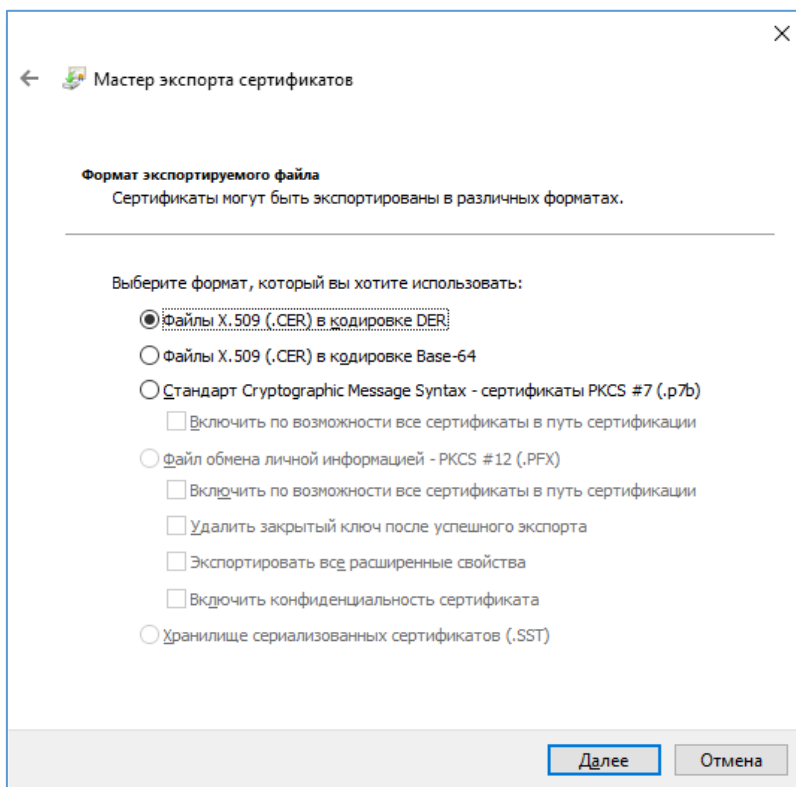 Мастер экспорта сертификатов
Формат экспортируемого файла
Сертификаты могут быть экспортированы в различных форматах.
Выберите формат, который вы хотите использовать:
Файлы X.509 (.CER) в кодировке DER
Файлы X.509 (.CER) в кодировке Base-64
Стандарт Cryptographic Message Syntax - сертификаты PKCS #7 (.p7b)
Включить по возможности все сертификаты в путь сертификации
Файл обмена личной информацией - PKCS #12 (.PFX)
Включить по возможности все сертификаты в путь сертификации
Удалить закрытый ключ после успешного экспорта
Экспортировать все расширенные свойства
Включить конфиденциальность сертификата
Хранилище сериализованных сертификатов (.SST)
Далее
Отмена